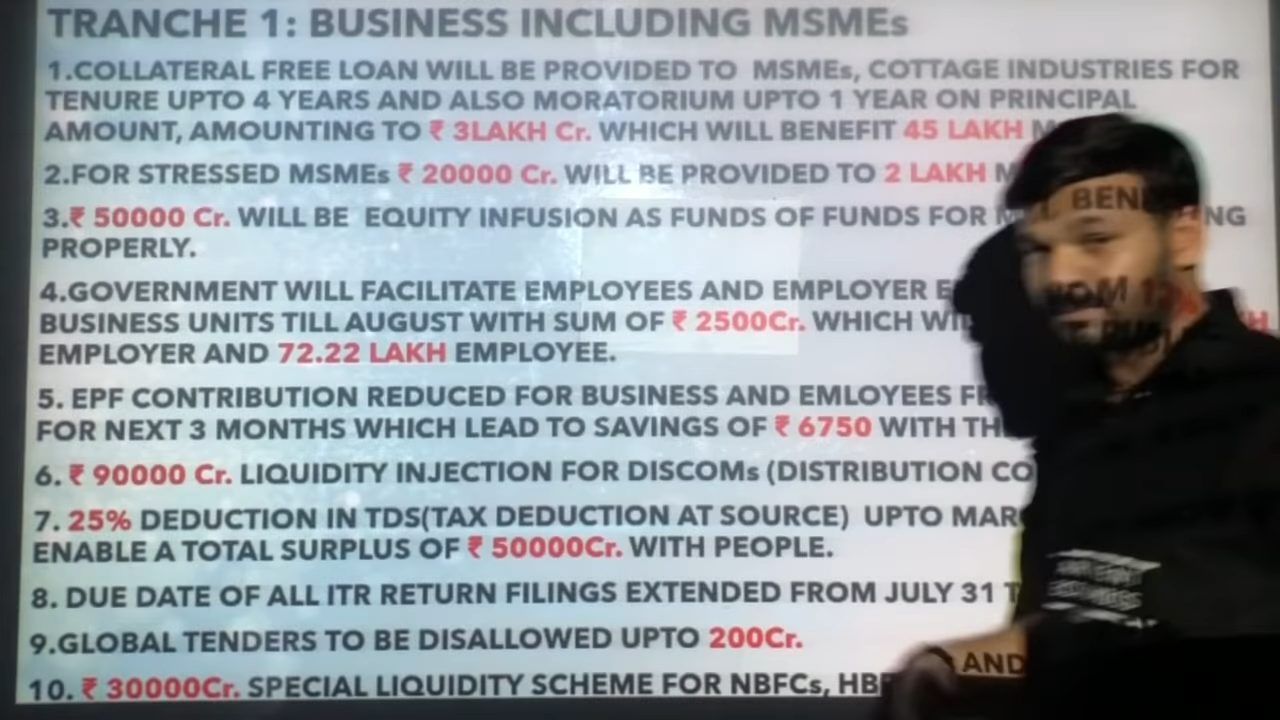 TRANCHE 1: BUSINESS INCLUDING MSMEs
1.COLLATERAL FREE LOAN WILL BE PROVIDED TO MSMEs, COTTAGE INDUSTRIES FOR
TENURE UPTO 4 YEARS AND ALSO MORATORIUM UPTO 1 YEAR ON PRINCIPAL
AMOUNT, AMOUNTING TO ₹ 3LAKH Cr. WHICH WILL BENEFIT 45 LAKH
2.FOR STRESSED MSMEs ₹ 20000 Cr. WILL BE PROVIDED TO 2 LAKH
3.₹ 50000 Cr. WILL BE EQUITY INFUSION AS FUNDS OF FUNDS FOR
PROPERLY.
4.GOVERNMENT WILL FACILITATE EMPLOYEES AND EMPLOYER
BUSINESS UNITS TILL AUGUST WITH SUM OF ₹ 2500Cr. WHICH
EMPLOYER AND 72.22 LAKH EMPLOYEE.
5. EPF CONTRIBUTION REDUCED FOR BUSINESS AND EMLOYEES
FOR NEXT 3 MONTHS WHICH LEAD TO SAVINGS OF ₹ 6750 WITH
6. ₹ 90000 Cr. LIQUIDITY INJECTION FOR DISCOMs (DISTRIBUTION
7. 25% DEDUCTION IN TDS(TAX DEDUCTION AT SOURCE) UPTO
ENABLE A TOTAL SURPLUS OF ₹ 50000Cr. WITH PEOPLE.
8. DUE DATE OF ALL ITR RETURN FILINGS EXTENDED FROM JULY 31
9.GLOBAL TENDERS TO BE DISALLOWED UPTO 200Cr.
10. ₹ 30000Cr. SPECIAL LIQUIDITY SCHEME FOR NBFCs, AND